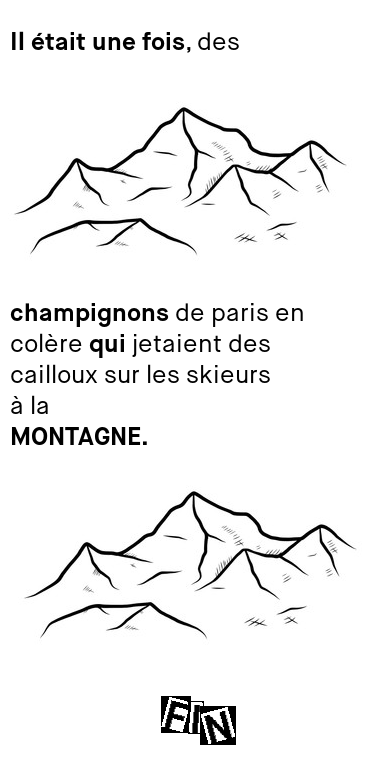 Il était une fois, des
champignons de paris en
colère qui jetaient des
cailloux sur les skieurs
à la
MONTAGNE.
FIN